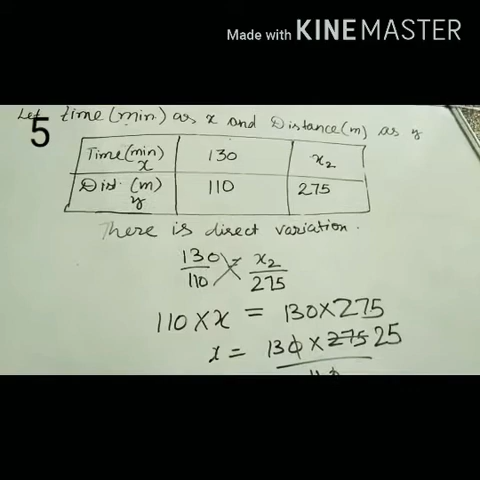 Made with KINEMASTER
Let time (min) as x and Distance (m) as y
5
Time (min) x 130 x₂
Dist. (m) y 110 275
There is direct variation.
130/110 = x₂/275
110 × x = 130×275
x = 130 × 275 25